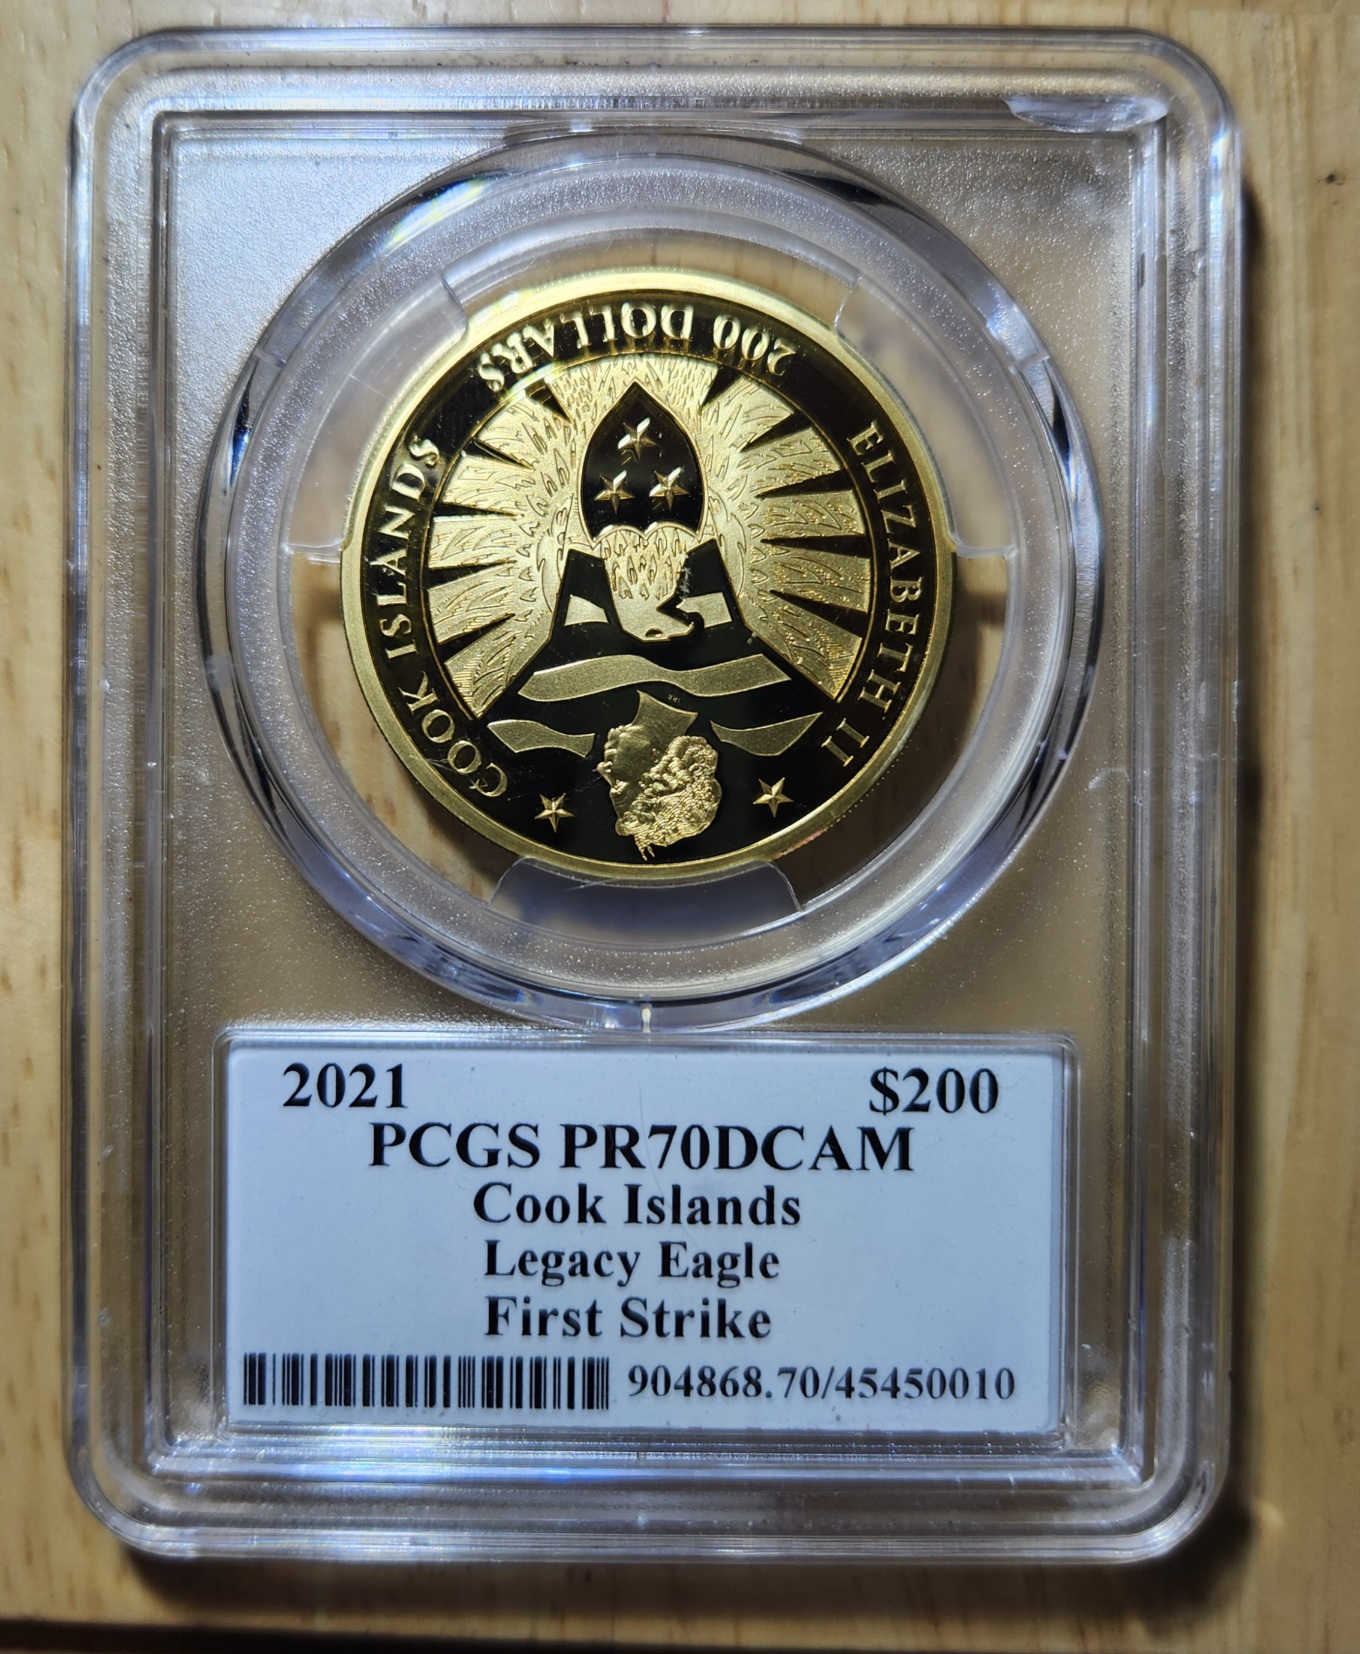 COOK ISLANDS
ELIZABETH II
200 DOLLARS
2021 $200
PCGS PR70DCAM
Cook Islands
Legacy Eagle
First Strike
904868.70/45450010